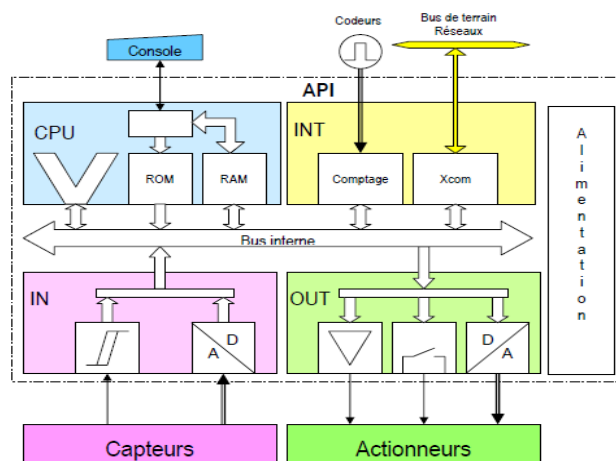 Codeurs
Bus de terrain
Réseaux
Console
API
CPU
INT
ROM
RAM
Comptage
Xcom
Bus interne
IN
OUT
D
A
D
A
Alimentation
Capteurs
Actionneurs